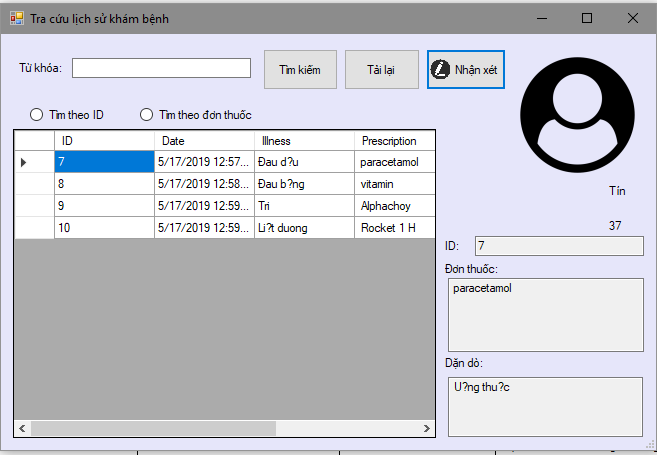 Tra cứu lịch sử khám bệnh
Từ khóa: Tìm kiếm Tải lại Nhận xét
Tìm theo ID Tìm theo đơn thuốc
ID Date Illness Prescription
7 5/17/2019 12:57... Đau d?u paracetamol
8 5/17/2019 12:58... Đau b?ng vitamin
9 5/17/2019 12:59... Tri Alphachoy
10 5/17/2019 12:59... Li?t duong Rocket 1 H
Tín
37
ID: 7
Đơn thuốc:
paracetamol
Dặn dò:
U?ng thu?c